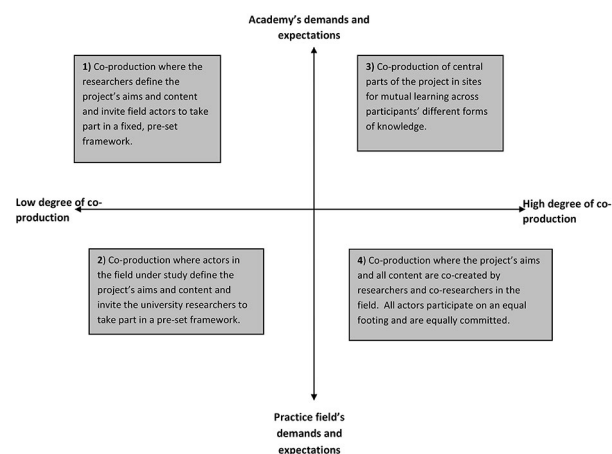 Academy's demands and
expectations
1) Co-production where the
researchers define the
project's aims and content
and invite field actors to take
part in a fixed, pre-set
framework.
3) Co-production of central
parts of the project in sites
for mutual learning across
participants' different forms
of knowledge.
Low degree of co-
production
High degree of co-
production
2) Co-production where actors in
the field under study define the
project's aims and content and
invite the university researchers to
take part in a pre-set framework.
4) Co-production where the project's aims
and all content are co-created by
researchers and co-researchers in the
field. All actors participate on an equal
footing and are equally committed.
Practice field's
demands and
expectations